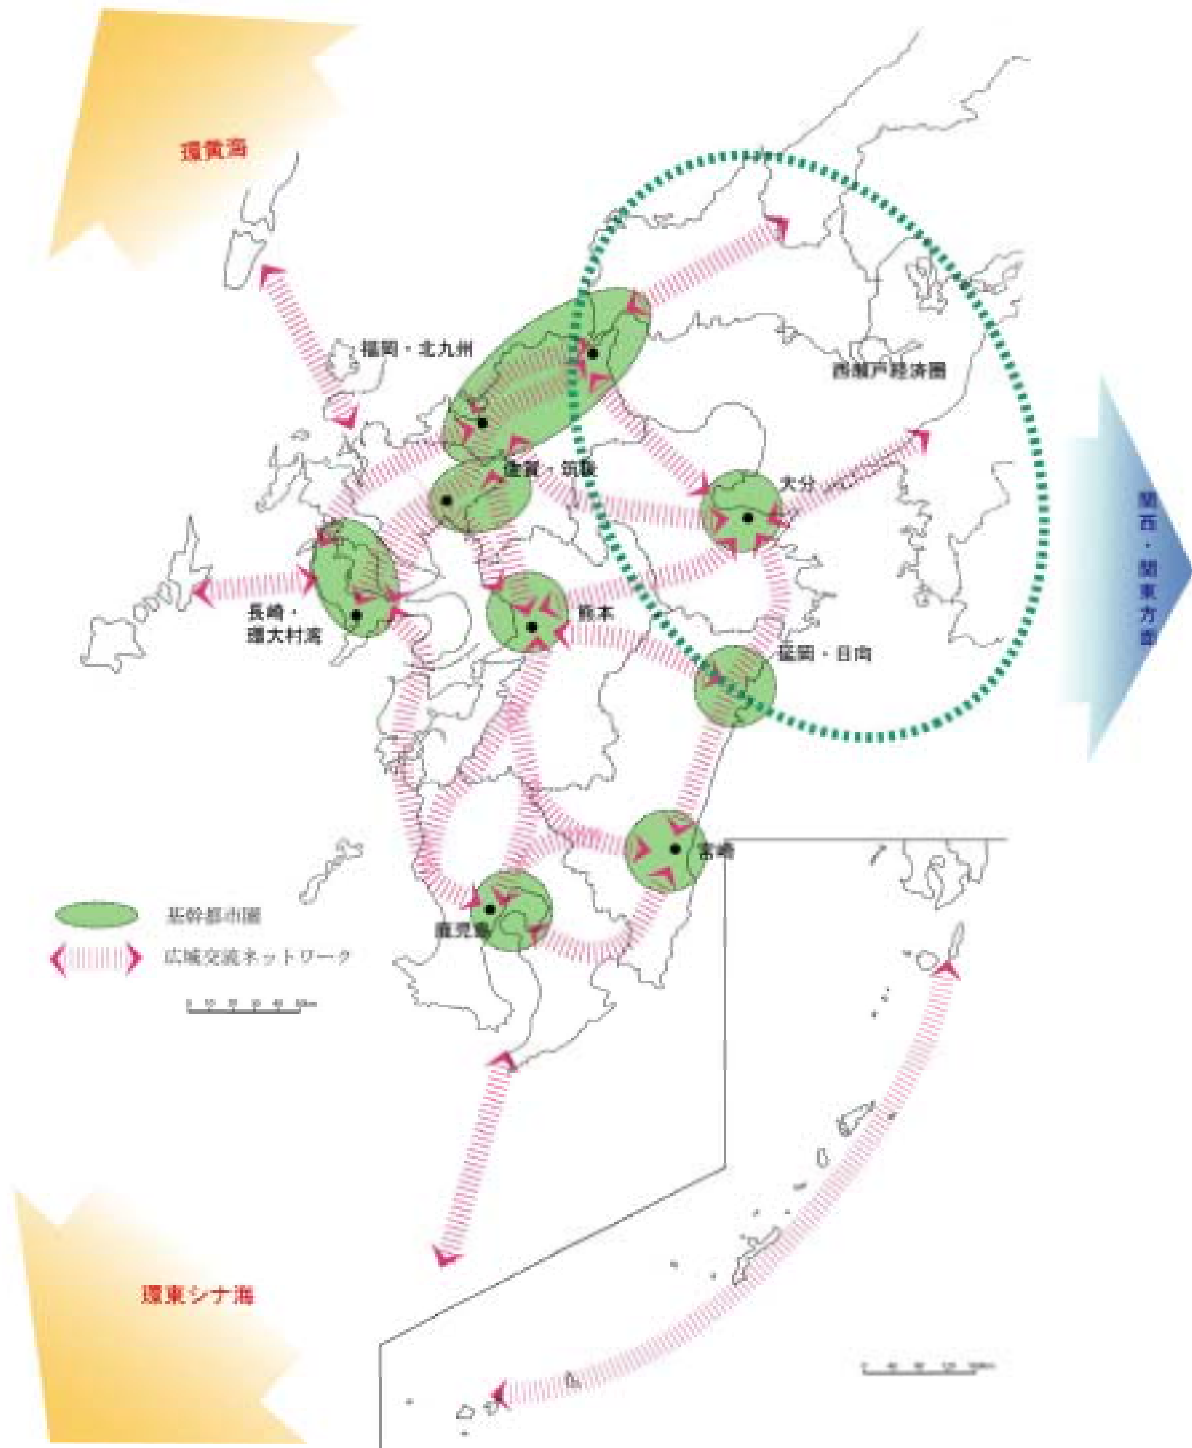 環黄海
福岡・北九州
西瀬戸経済圏
佐賀・筑後
大分
関西・関東方面
長崎・
環大村湾
熊本
延岡・日向
宮崎
基幹都市圏
鹿児島
広域交流ネットワーク
環東シナ海